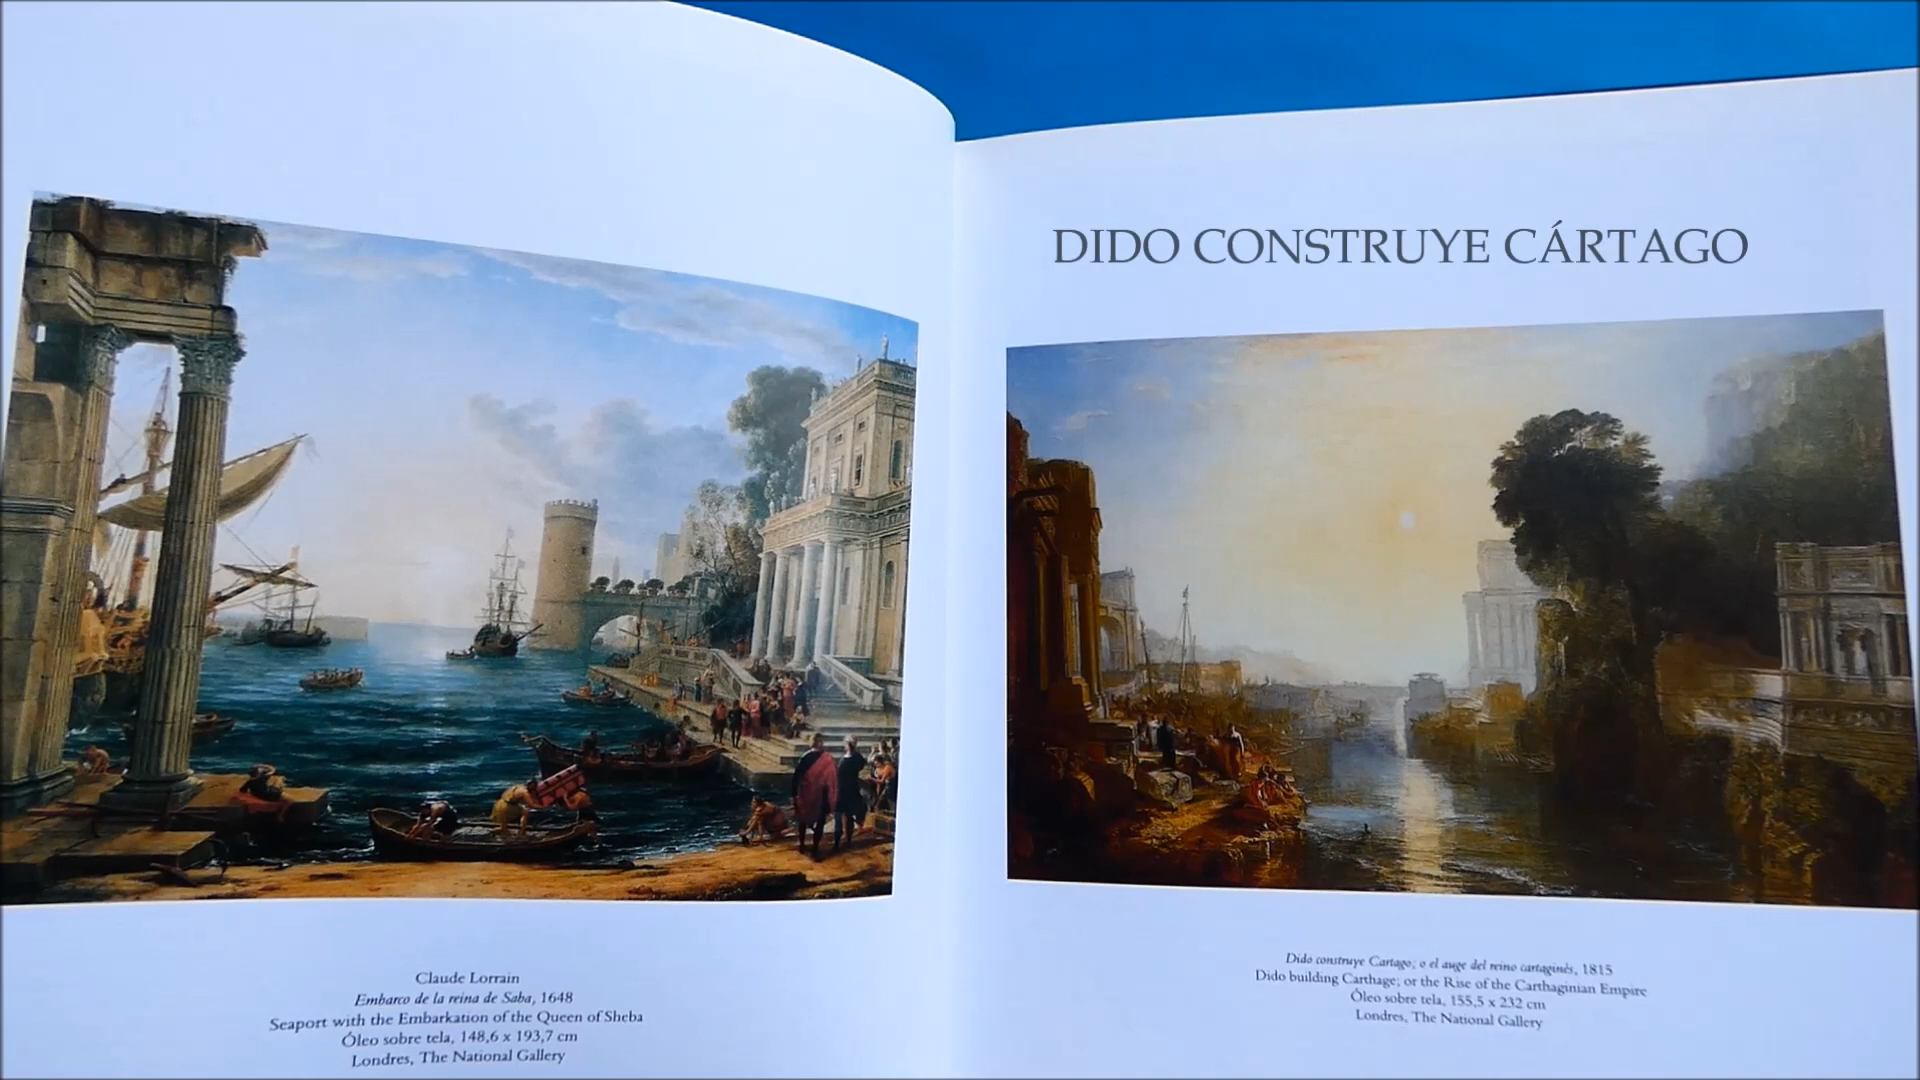 Claude Lorrain
Embarco de la reina de Saba, 1648
Seaport with the Embarkation of the Queen of Sheba
Óleo sobre tela, 148,6 x 193,7 cm
Londres, The National Gallery
DIDO CONSTRUYE CÁRTAGO
Dido construye Cartago; o el auge del reino cartaginés, 1815
Dido building Carthage; or the Rise of the Carthaginian Empire
Óleo sobre tela, 155,5 x 232 cm
Londres, The National Gallery